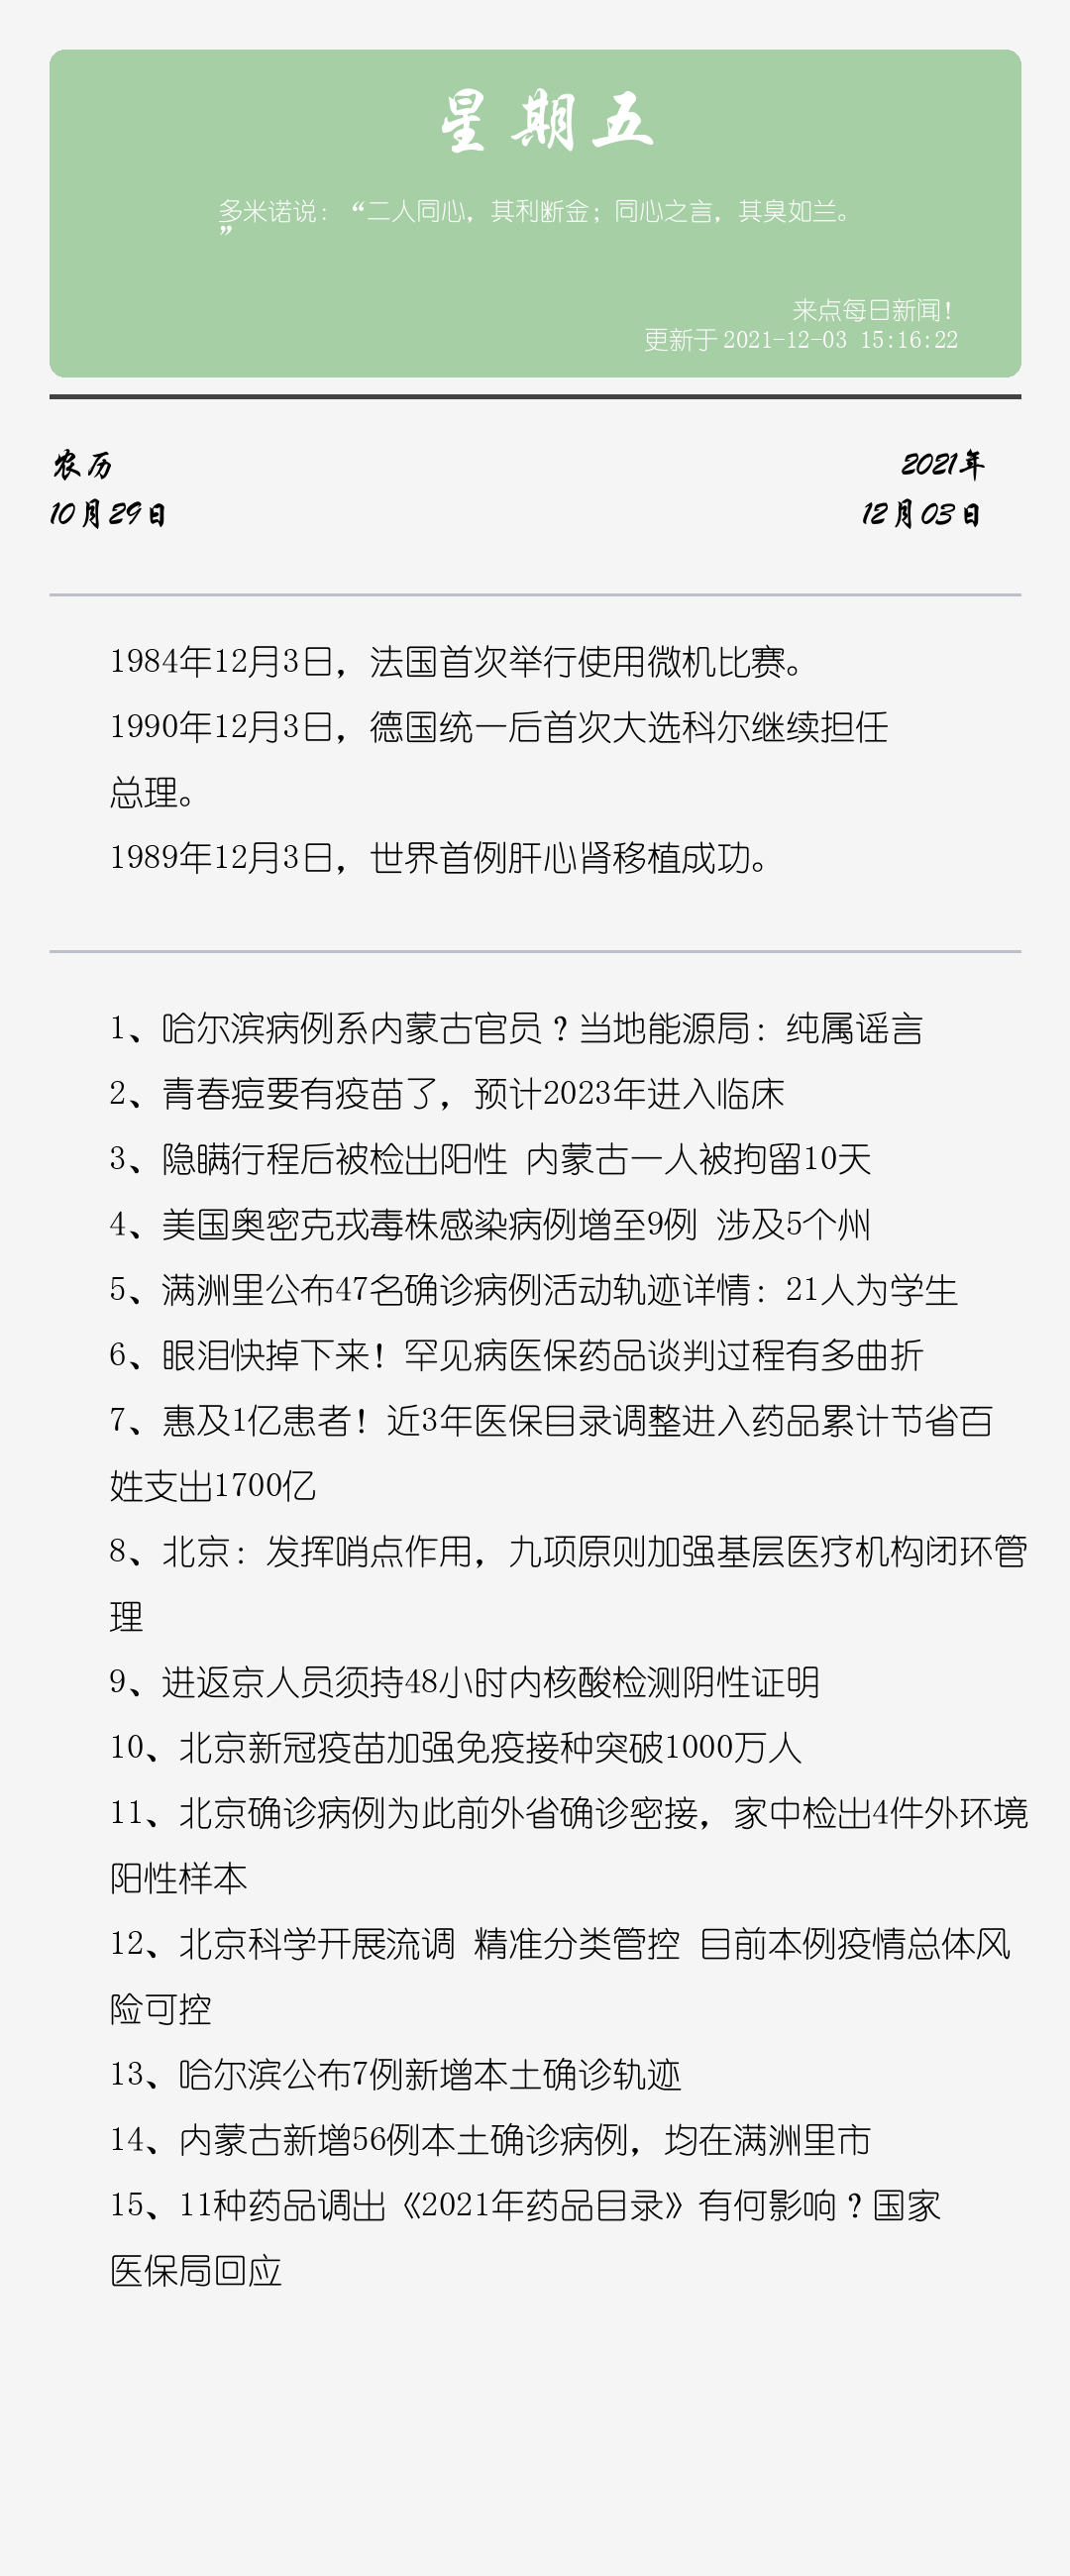 星期五
多米诺说：“二人同心，其利断金；同心之言，其臭如兰。
”
来点每日新闻！
更新于 2021-12-03 15:16:22
农历
2021年
10月29日
12月03日
1984年12月3日，法国首次举行使用微机比赛。
1990年12月3日，德国统一后首次大选科尔继续担任
总理。
1989年12月3日，世界首例肝心肾移植成功。
1、哈尔滨病例系内蒙古官员？当地能源局：纯属谣言
2、青春痘要有疫苗了，预计2023年进入临床
3、隐瞒行程后被检出阳性 内蒙古一人被拘留10天
4、美国奥密克戎毒株感染病例增至9例 涉及5个州
5、满洲里公布47名确诊病例活动轨迹详情：21人为学生
6、眼泪快掉下来！罕见病医保药品谈判过程有多曲折
7、惠及1亿患者！近3年医保目录调整进入药品累计节省百
姓支出1700亿
8、北京：发挥哨点作用，九项原则加强基层医疗机构闭环管
理
9、进返京人员须持48小时内核酸检测阴性证明
10、北京新冠疫苗加强免疫接种突破1000万人
11、北京确诊病例为此前外省确诊密接，家中检出4件外环境
阳性样本
12、北京科学开展流调 精准分类管控 目前本例疫情总体风
险可控
13、哈尔滨公布7例新增本土确诊轨迹
14、内蒙古新增56例本土确诊病例，均在满洲里市
15、11种药品调出《2021年药品目录》有何影响？国家
医保局回应